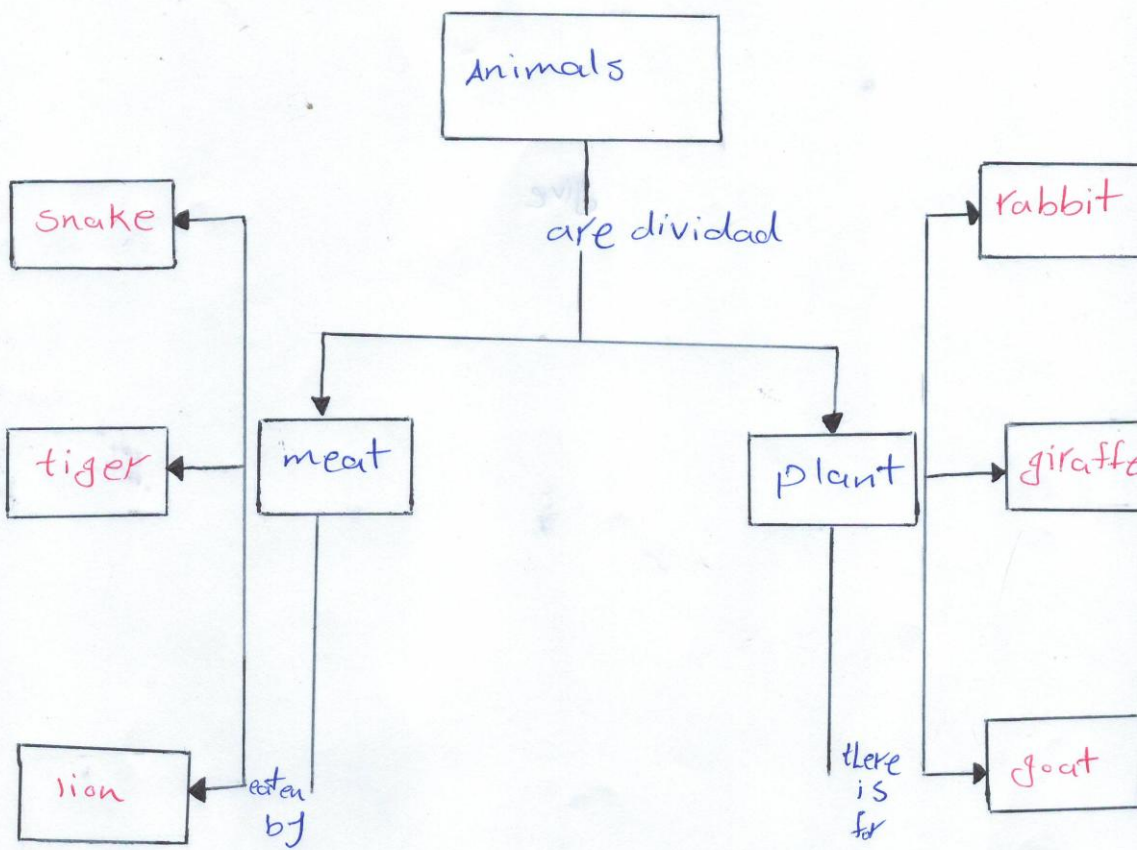 Animals
are dividad
snake
rabbit
tiger
meat
plant
giraffe
lion
eaten
by
there
is
for
goat